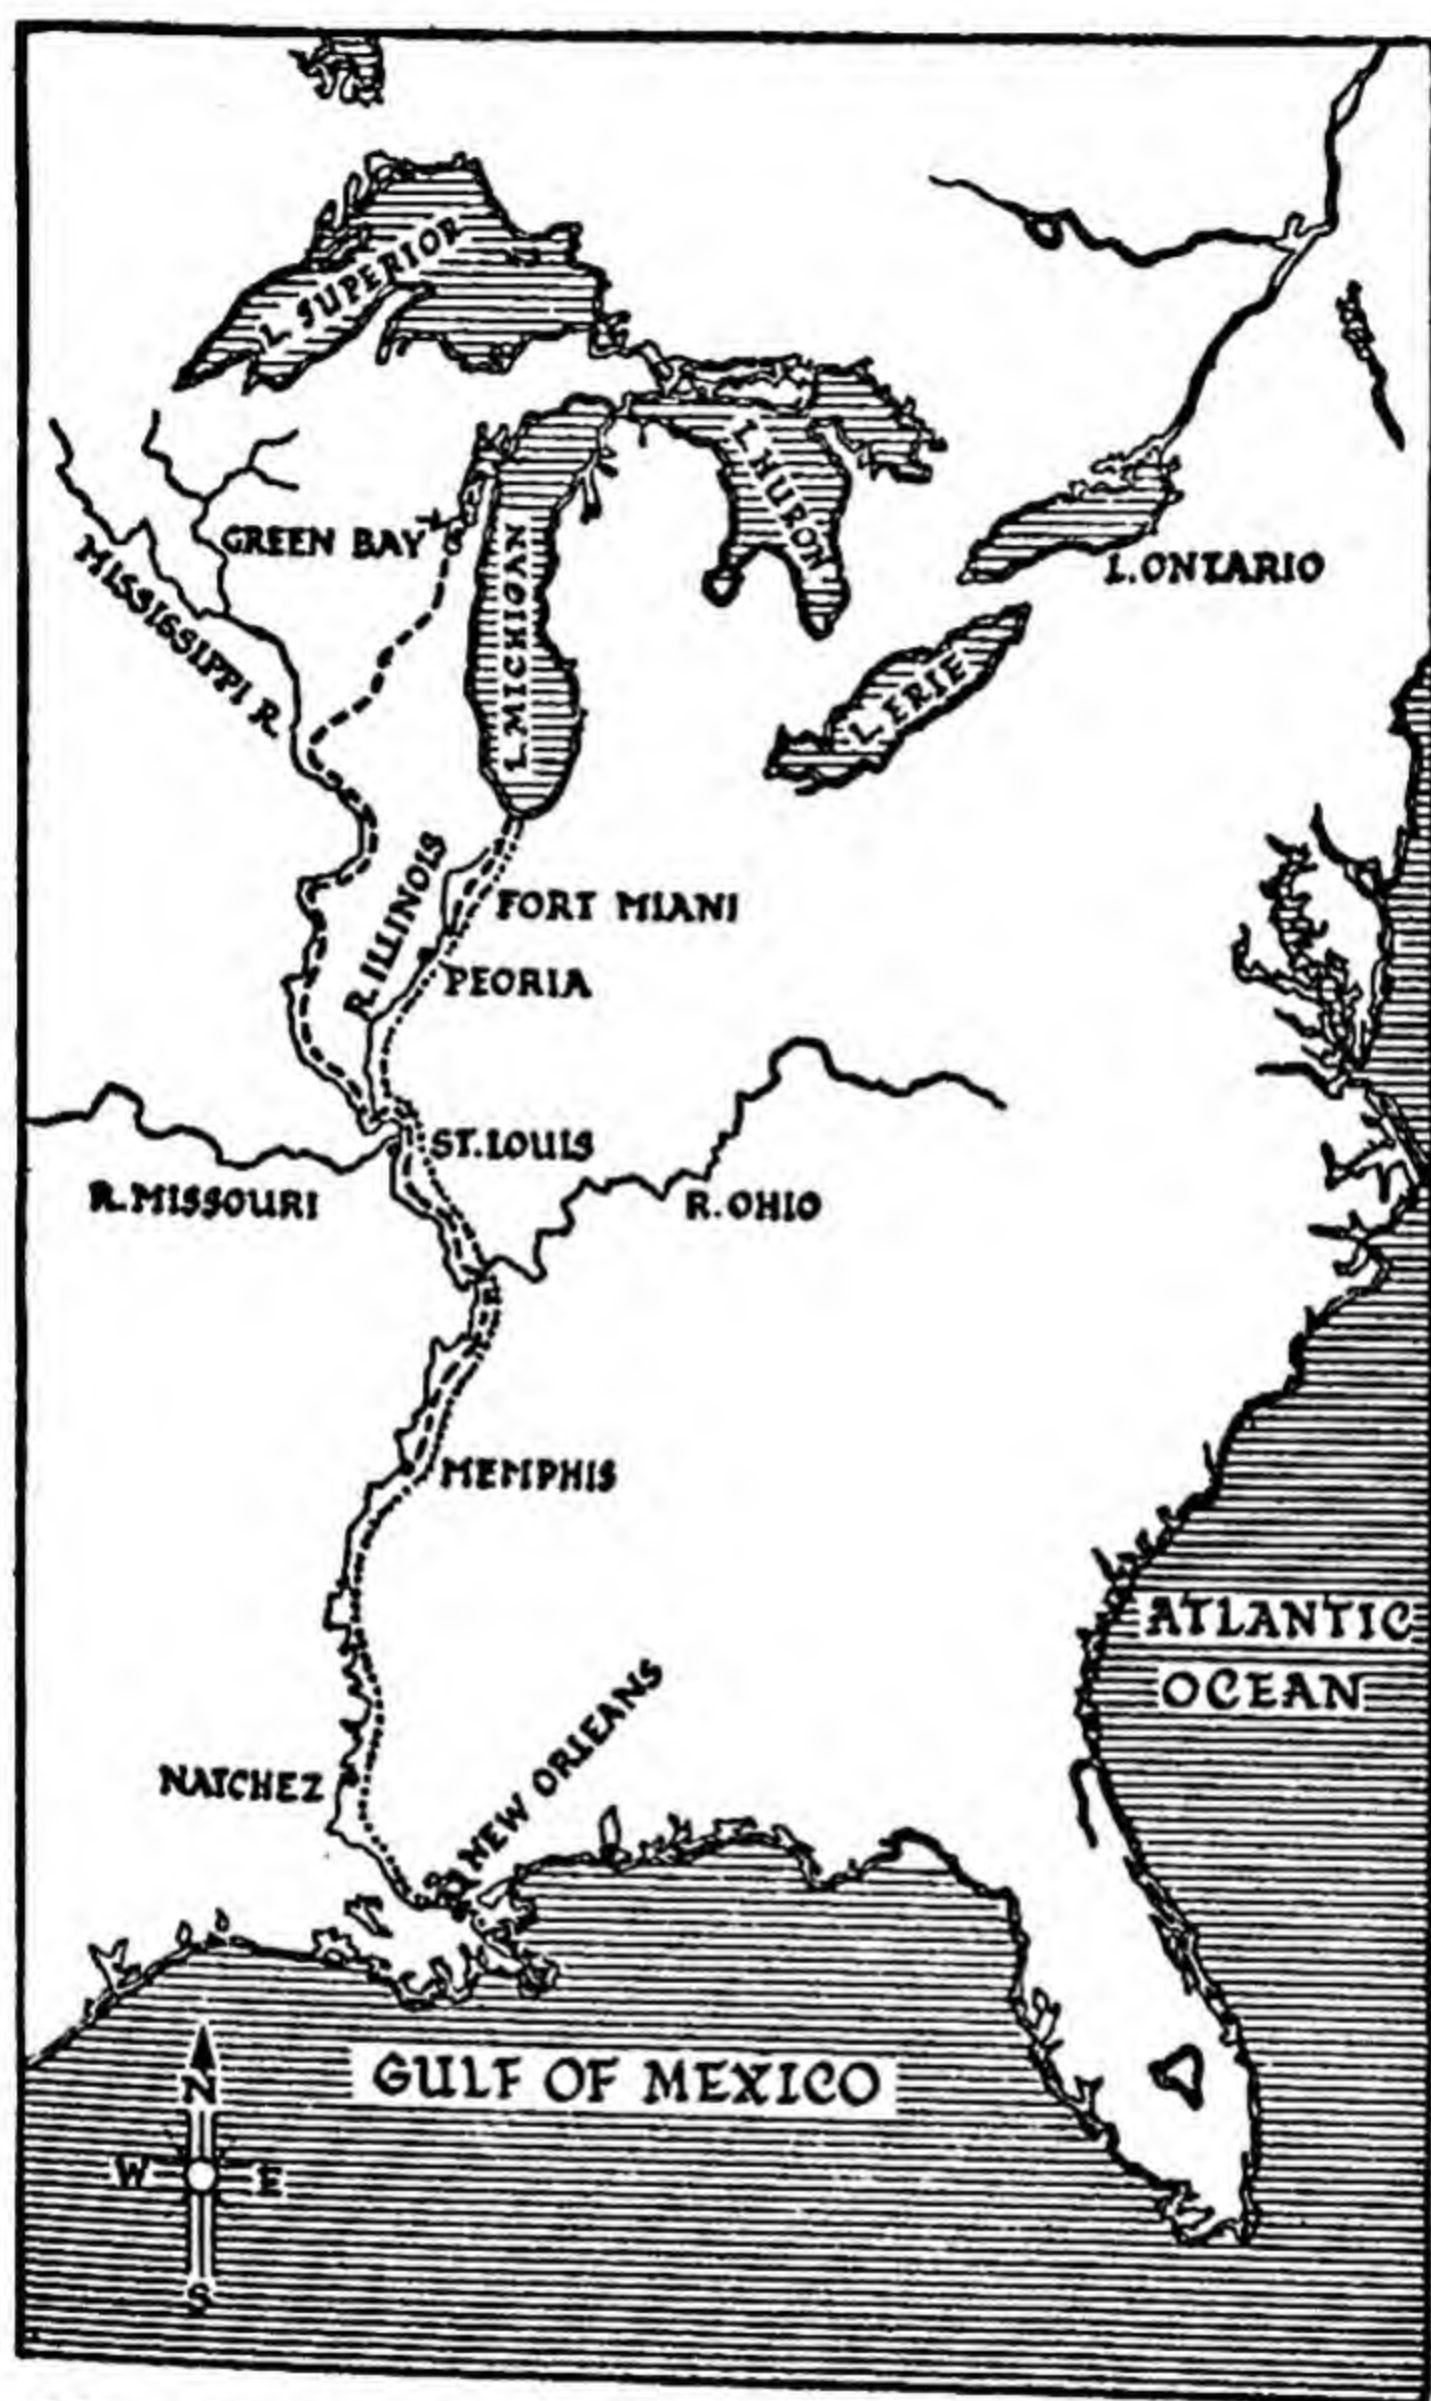 L. SUPERIOR
L. HURON
GREEN BAY
L. MICHIGAN
L. ONTARIO
MISSISSIPPI R.
L. ERIE
R. ILLINOIS
FORT MIANI
PEORIA
ST. LOUIS
R. MISSOURI
R. OHIO
MEMPHIS
ATLANTIC
OCEAN
NEW ORLEANS
NATCHEZ
GULF OF MEXICO
N
W E
S